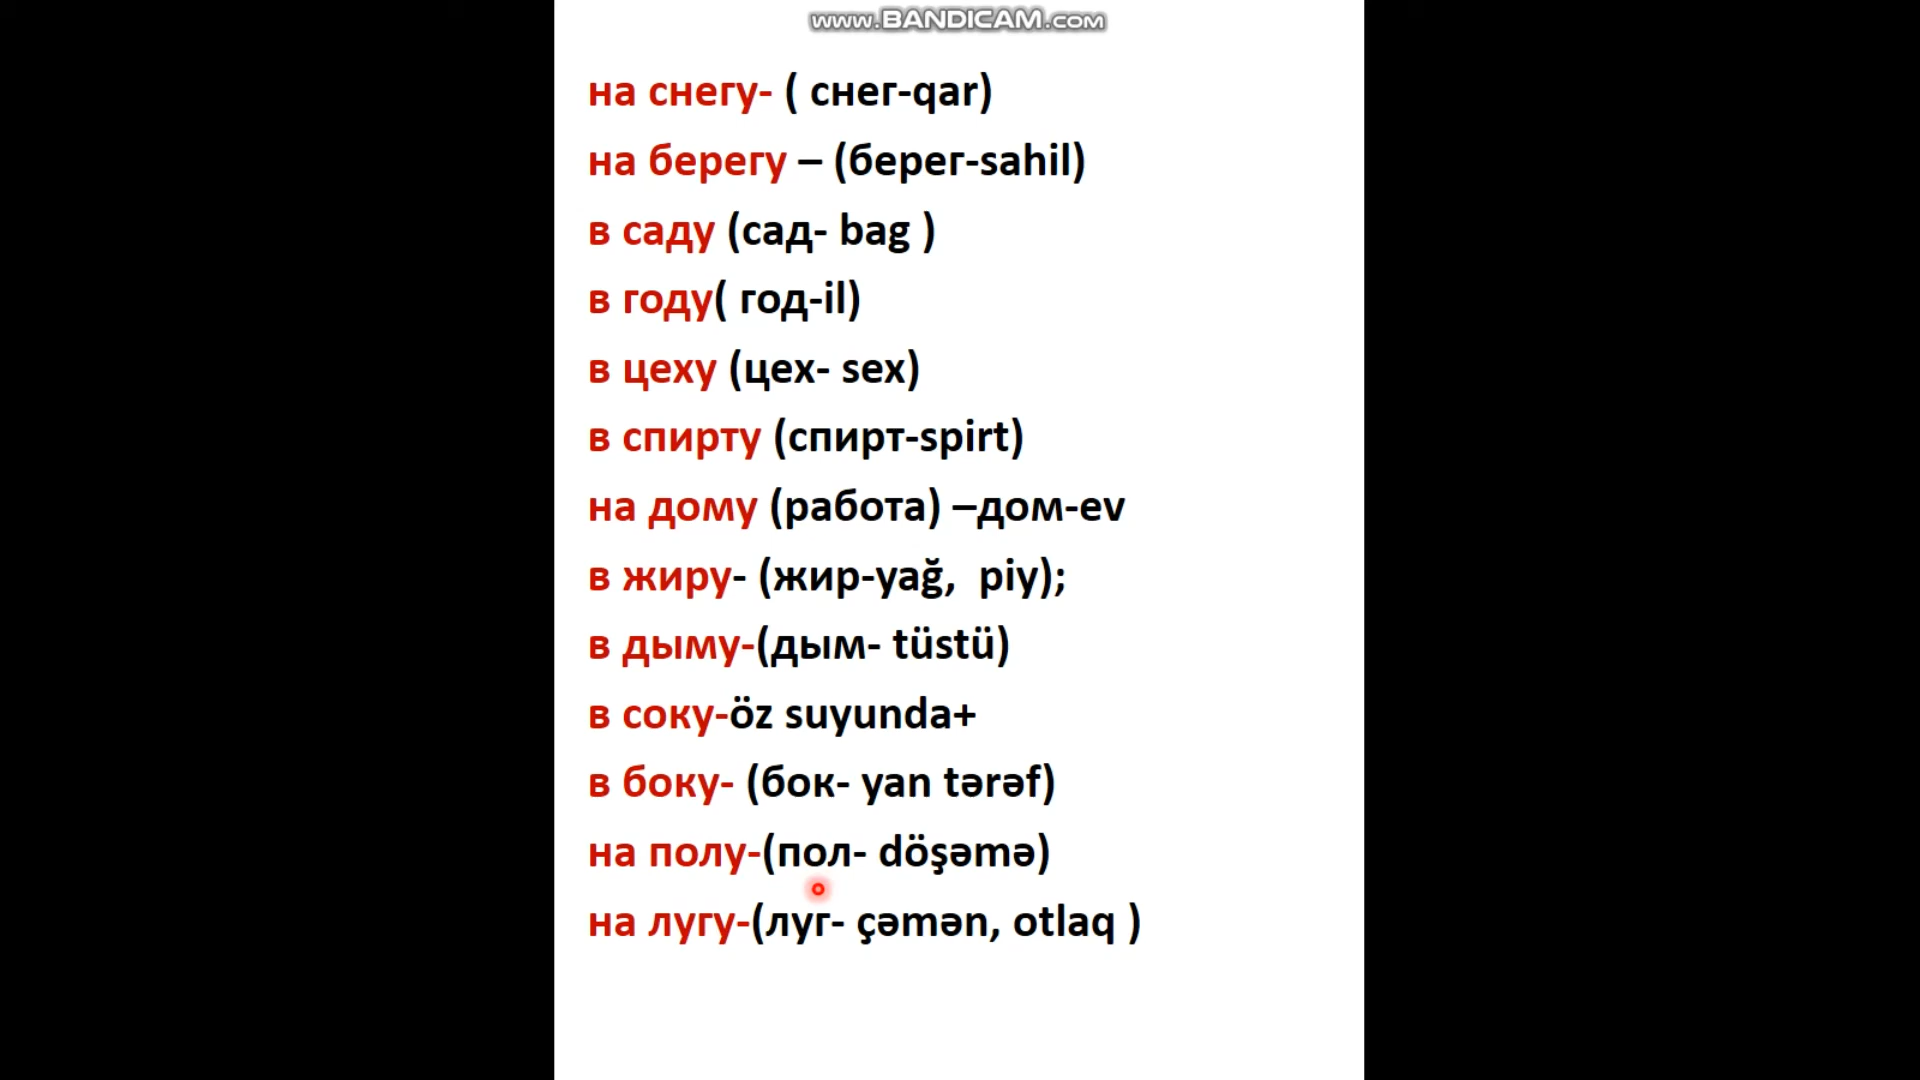 www.BANDICAM.com
на снегу- ( снег-qar)
на берегу – (берег-sahil)
в саду (сад- bag )
в году( год-il)
в цеху (цех- sex)
в спирту (спирт-spirt)
на дому (работа) –дом-ev
в жиру- (жир-yağ,  piy);
в дыму-(дым- tüstü)
в соку-öz suyunda+
в боку- (бок- yan tərəf)
на полу-(пол- döşəmə)
на лугу-(луг- çəmən, otlaq )